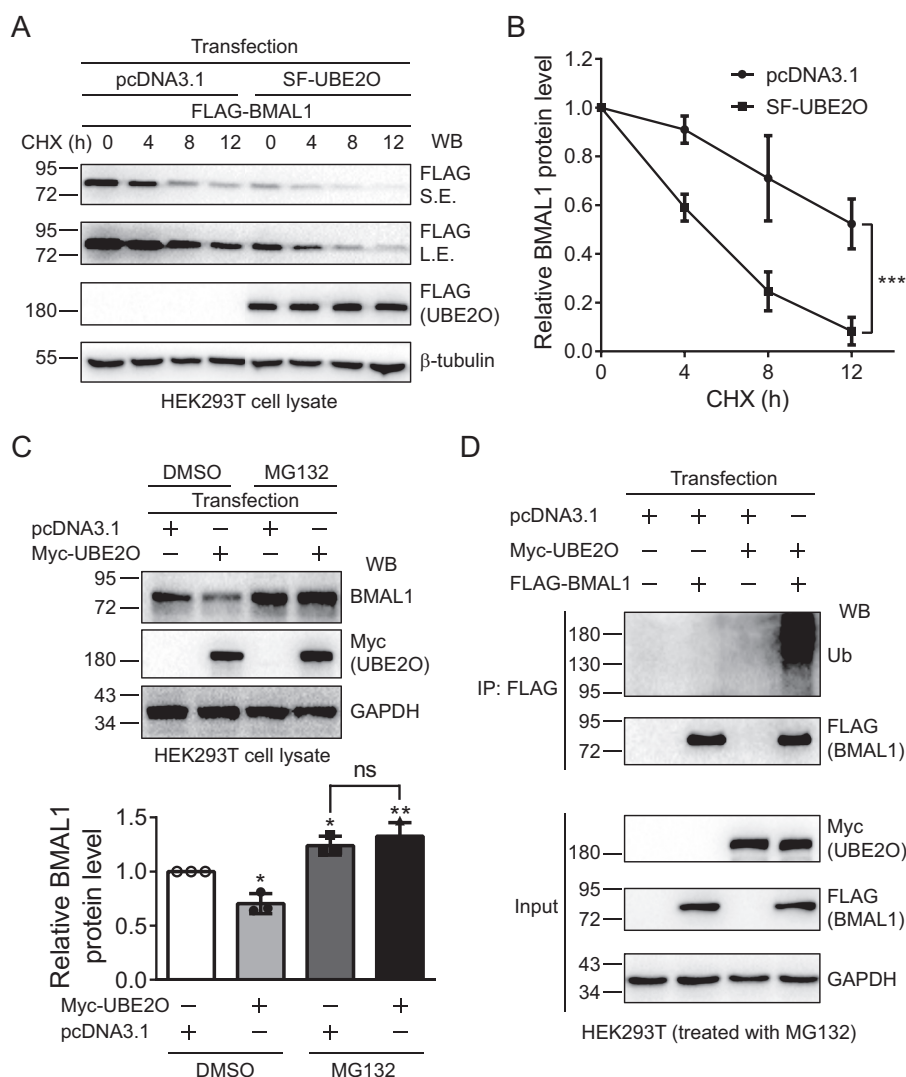 A
Transfection
pcDNA3.1 SF-UBE2O
FLAG-BMAL1
CHX (h) 0 4 8 12 0 4 8 12 WB
95
72
FLAG
S.E.
95
72
FLAG
L.E.
180
FLAG
(UBE2O)
55
β-tubulin
HEK293T cell lysate
B
Relative BMAL1 protein level
1.0
0.8
0.6
0.4
0.2
0.0
0 4 8 12
CHX (h)
pcDNA3.1
SF-UBE2O
***
C
DMSO MG132
Transfection
pcDNA3.1 + − + −
Myc-UBE2O − + − +
WB
95
72
BMAL1
180
Myc
(UBE2O)
43
34
GAPDH
HEK293T cell lysate
Relative BMAL1
protein level
1.5
1.0
0.5
0.0
*
*
**
ns
Myc-UBE2O − + − +
pcDNA3.1 + − + −
DMSO MG132
D
Transfection
pcDNA3.1 + + + −
Myc-UBE2O − − + +
FLAG-BMAL1 − + − +
WB
IP: FLAG
180
130
95
Ub
95
72
FLAG
(BMAL1)
Input
180
Myc
(UBE2O)
95
72
FLAG
(BMAL1)
43
34
GAPDH
HEK293T (treated with MG132)